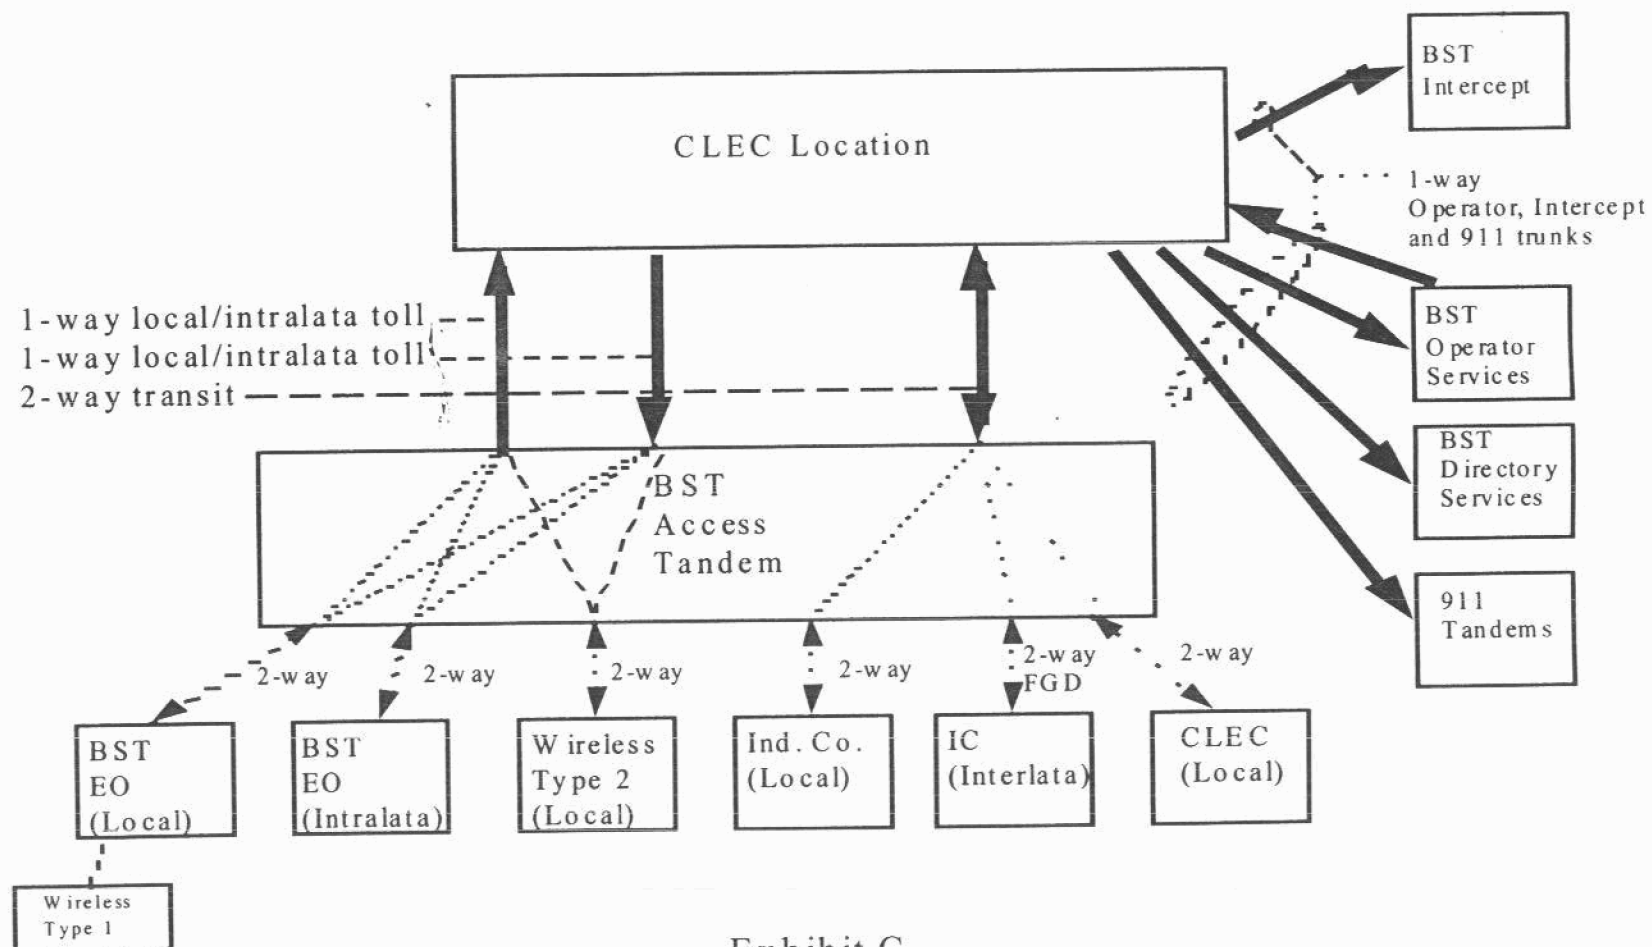 BST
Intercept
CLEC Location
1-way
Operator, Intercept
and 911 trunks
1-way local/intralata toll
1-way local/intralata toll
2-way transit
BST
Operator
Services
BST
Directory
Services
911
Tandems
BST
Access
Tandem
2-way
2-way
2-way
2-way
2-way
FGD
2-way
BST
EO
(Local)
BST
EO
(Intralata)
Wireless
Type 2
(Local)
Ind. Co.
(Local)
IC
(Interlata)
CLEC
(Local)
Wireless
Type 1
Exhibit C